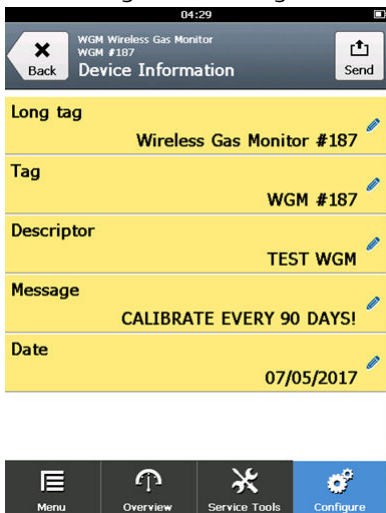 04:29
WGM Wireless Gas Monitor
WGM #187
Back
Device Information
Send
Long tag
Wireless Gas Monitor #187
Tag
WGM #187
Descriptor
TEST WGM
Message
CALIBRATE EVERY 90 DAYS!
Date
07/05/2017
Menu
Overview
Service Tools
Configure